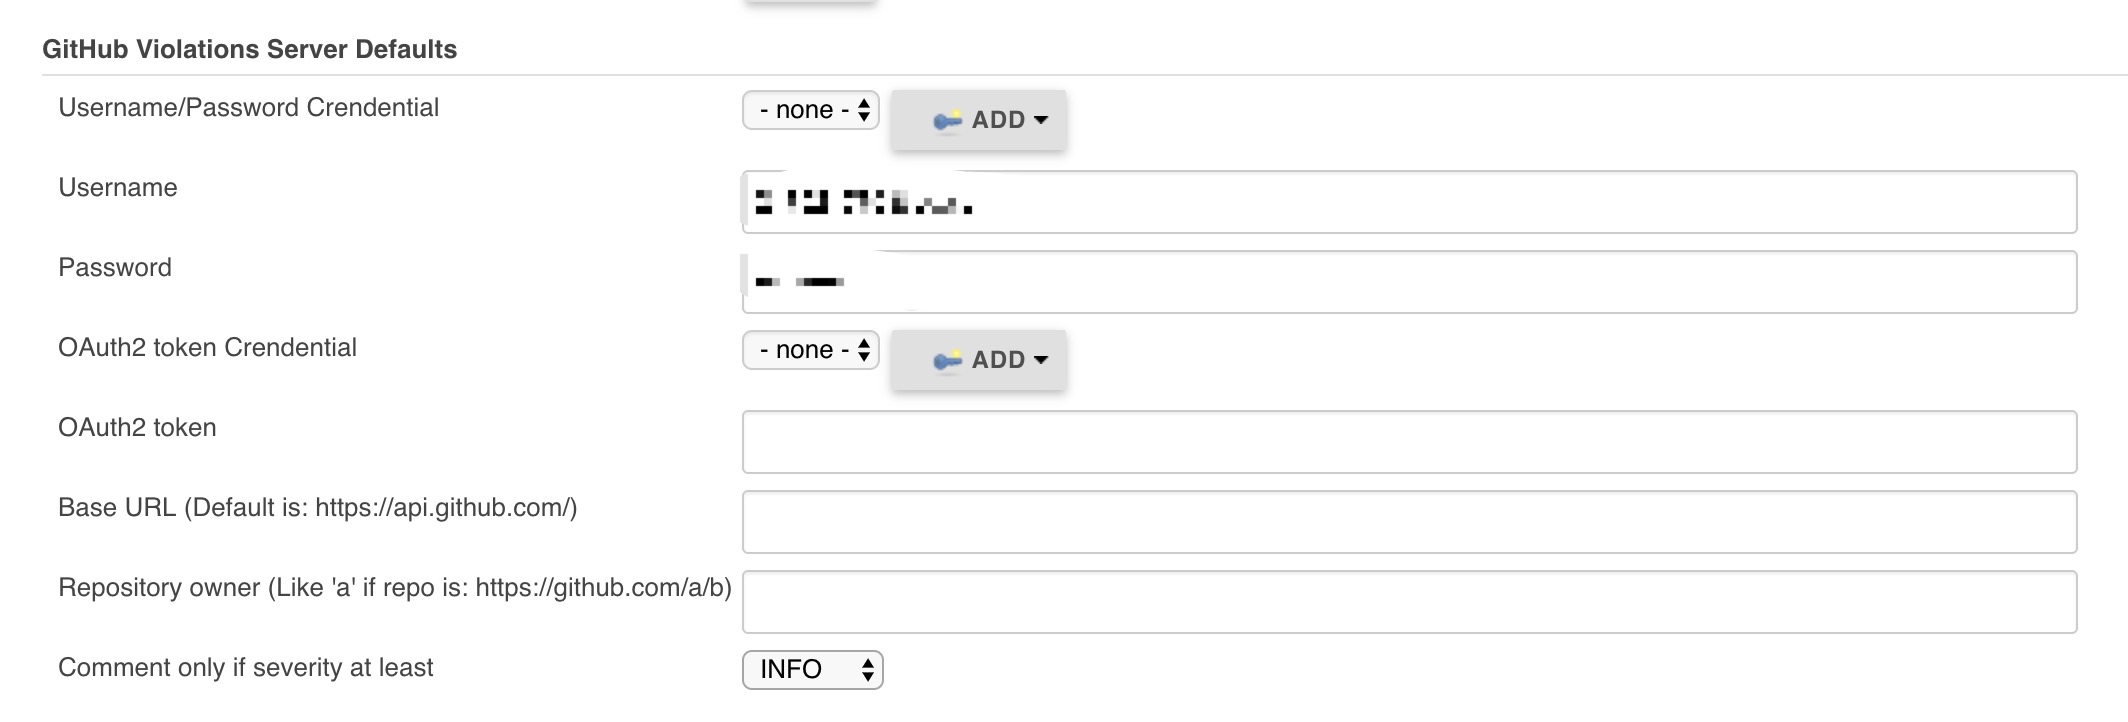 GitHub Violations Server Defaults
Username/Password Crendential - none - ADD
Username
Password
OAuth2 token Crendential - none - ADD
OAuth2 token
Base URL (Default is: https://api.github.com/)
Repository owner (Like 'a' if repo is: https://github.com/a/b)
Comment only if severity at least INFO